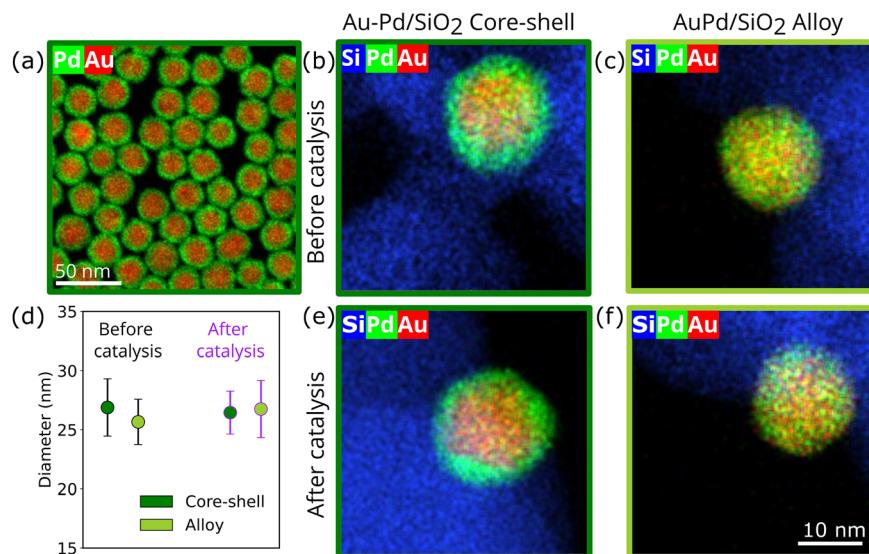 Au-Pd/SiO₂ Core-shell
AuPd/SiO₂ Alloy
(a)
Pd Au
50 nm
Before catalysis
(b)
Si Pd Au
(c)
Si Pd Au
(d)
35
30
25
20
15
Diameter (nm)
Before
catalysis
After
catalysis
Core-shell
Alloy
After catalysis
(e)
Si Pd Au
(f)
Si Pd Au
10 nm